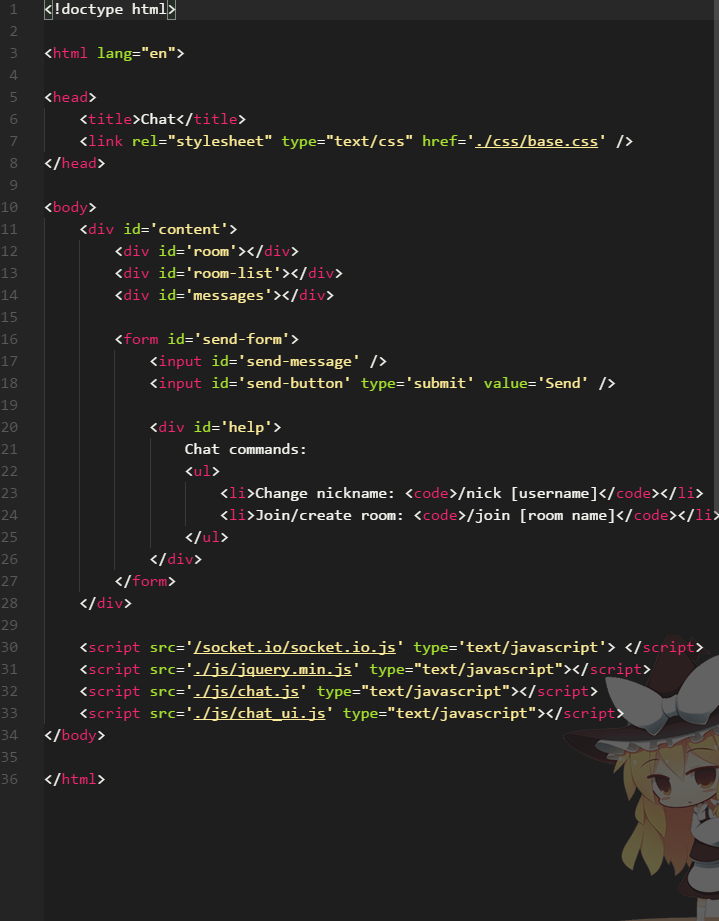 1 <!doctype html>
2
3 <html lang="en">
4
5 <head>
6 <title>Chat</title>
7 <link rel="stylesheet" type="text/css" href='./css/base.css' />
8 </head>
9
10 <body>
11 <div id='content'>
12 <div id='room'></div>
13 <div id='room-list'></div>
14 <div id='messages'></div>
15
16 <form id='send-form'>
17 <input id='send-message' />
18 <input id='send-button' type='submit' value='Send' />
19
20 <div id='help'>
21 Chat commands:
22 <ul>
23 <li>Change nickname: <code>/nick [username]</code></li>
24 <li>Join/create room: <code>/join [room name]</code></li>
25 </ul>
26 </div>
27 </form>
28 </div>
29
30 <script src='/socket.io/socket.io.js' type='text/javascript'> </script>
31 <script src='./js/jquery.min.js' type="text/javascript"></script>
32 <script src='./js/chat.js' type="text/javascript"></script>
33 <script src='./js/chat_ui.js' type="text/javascript"></script>
34 </body>
35
36 </html>